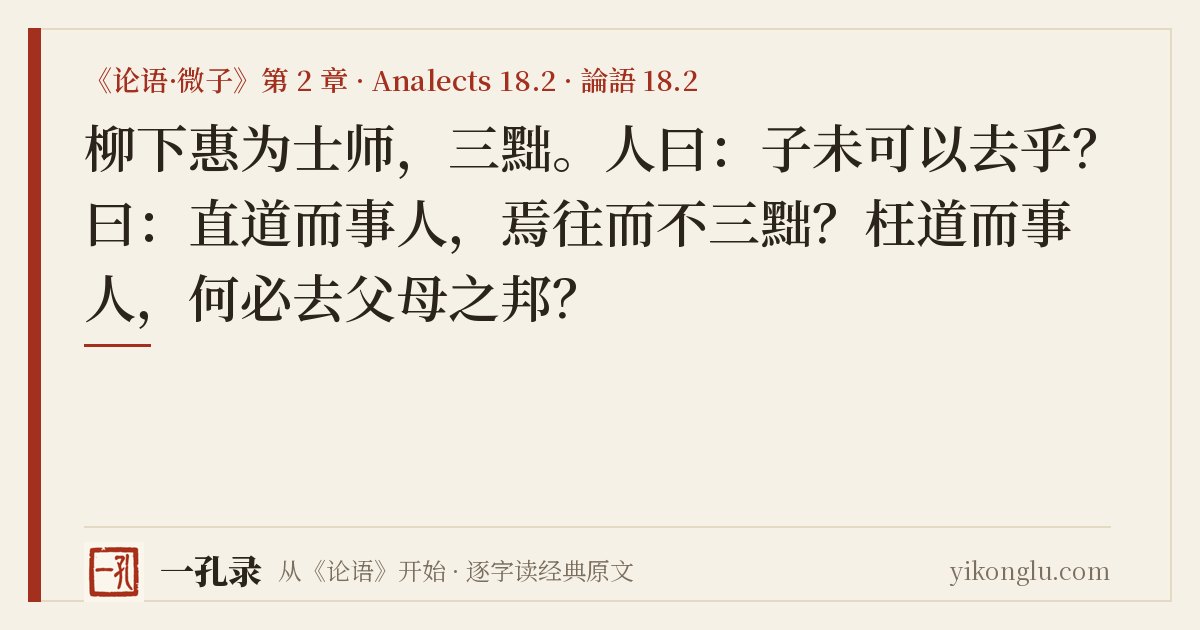 《论语·微子》第 2 章 · Analects 18.2 · 論語 18.2
柳下惠为士师，三黜。人曰：子未可以去乎？
曰：直道而事人，焉往而不三黜？枉道而事
人，何必去父母之邦？
一孔
一孔录 从《论语》开始 · 逐字读经典原文 yikonglu.com